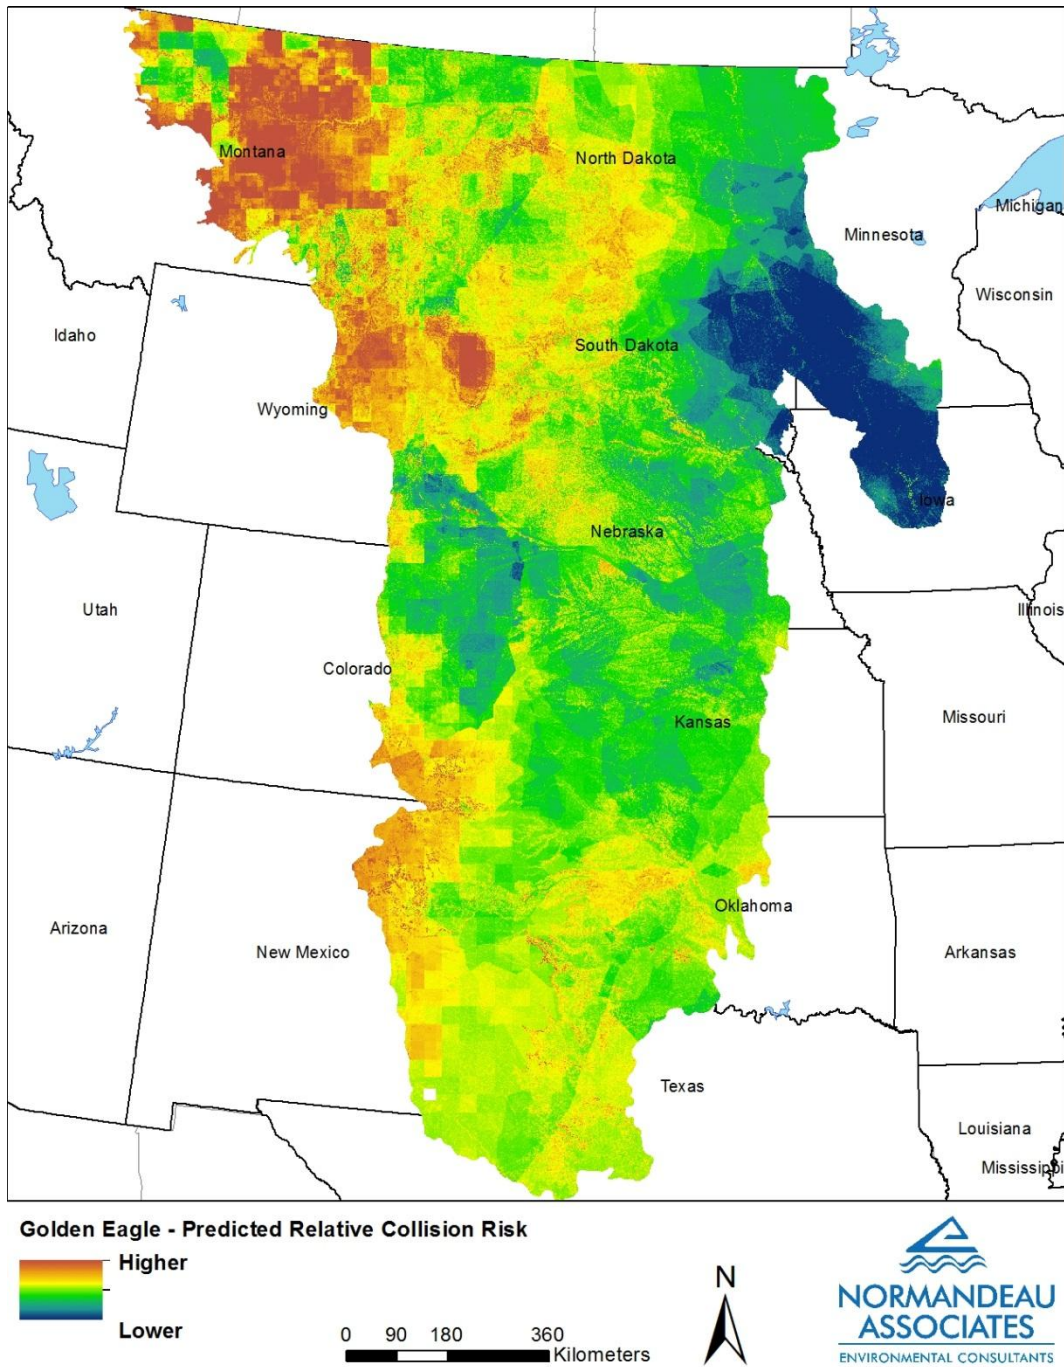 Montana
North Dakota
Minnesota
Michigan
Wisconsin
Idaho
South Dakota
Wyoming
Iowa
Nebraska
Utah
Illinois
Colorado
Missouri
Kansas
Oklahoma
Arizona
New Mexico
Arkansas
Texas
Louisiana
Mississippi
Golden Eagle - Predicted Relative Collision Risk
Higher
Lower
0 90 180 360
Kilometers
N
NORMANDEAU
ASSOCIATES
ENVIRONMENTAL CONSULTANTS